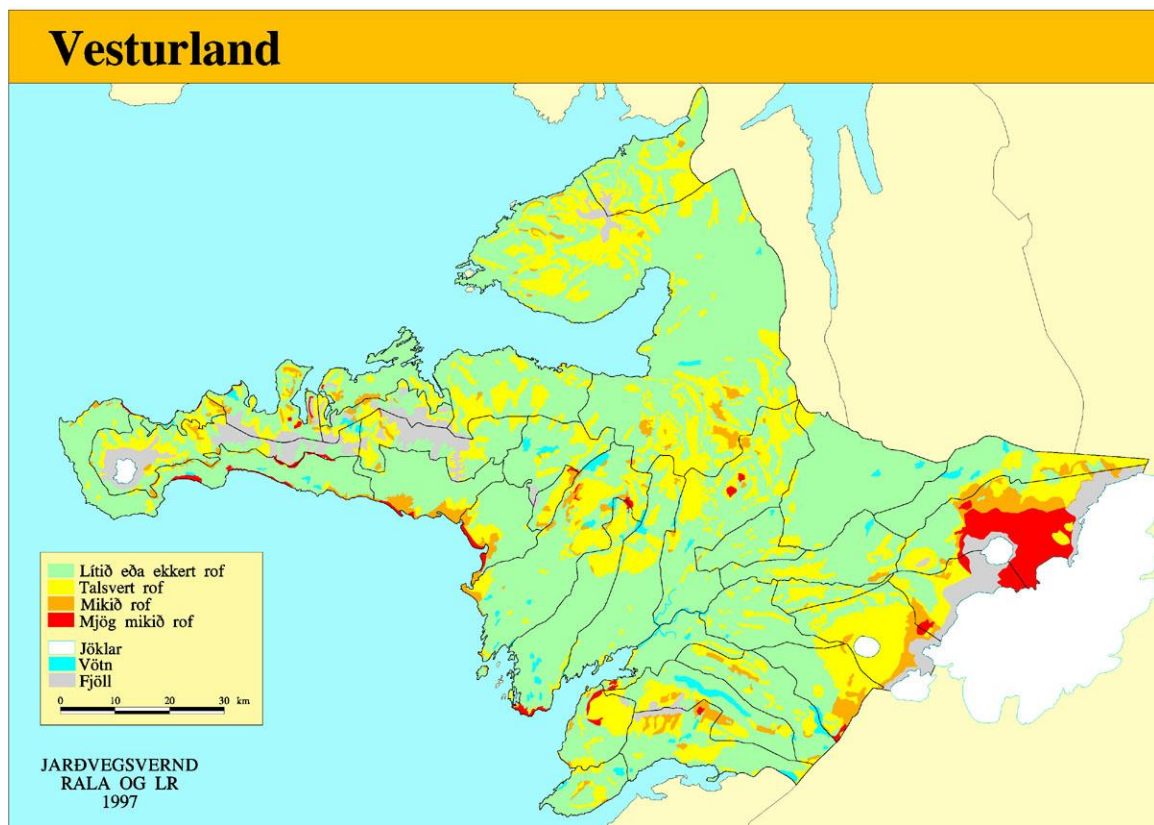 Vesturland
Lítið eða ekkert rof
Talsvert rof
Mikið rof
Mjög mikið rof
Jöklar
Vötn
Fjöll
0 10 20 30 km
JARÐVEGSVERND
RALA OG LR
1997